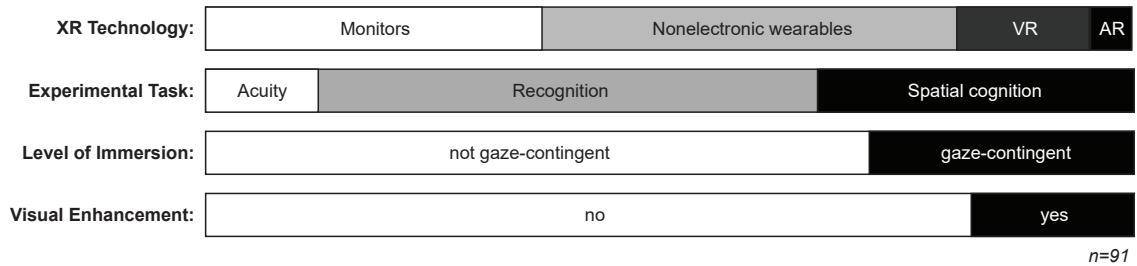 XR Technology: Monitors Nonelectronic wearables VR AR
Experimental Task: Acuity Recognition Spatial cognition
Level of Immersion: not gaze-contingent gaze-contingent
Visual Enhancement: no yes
n=91